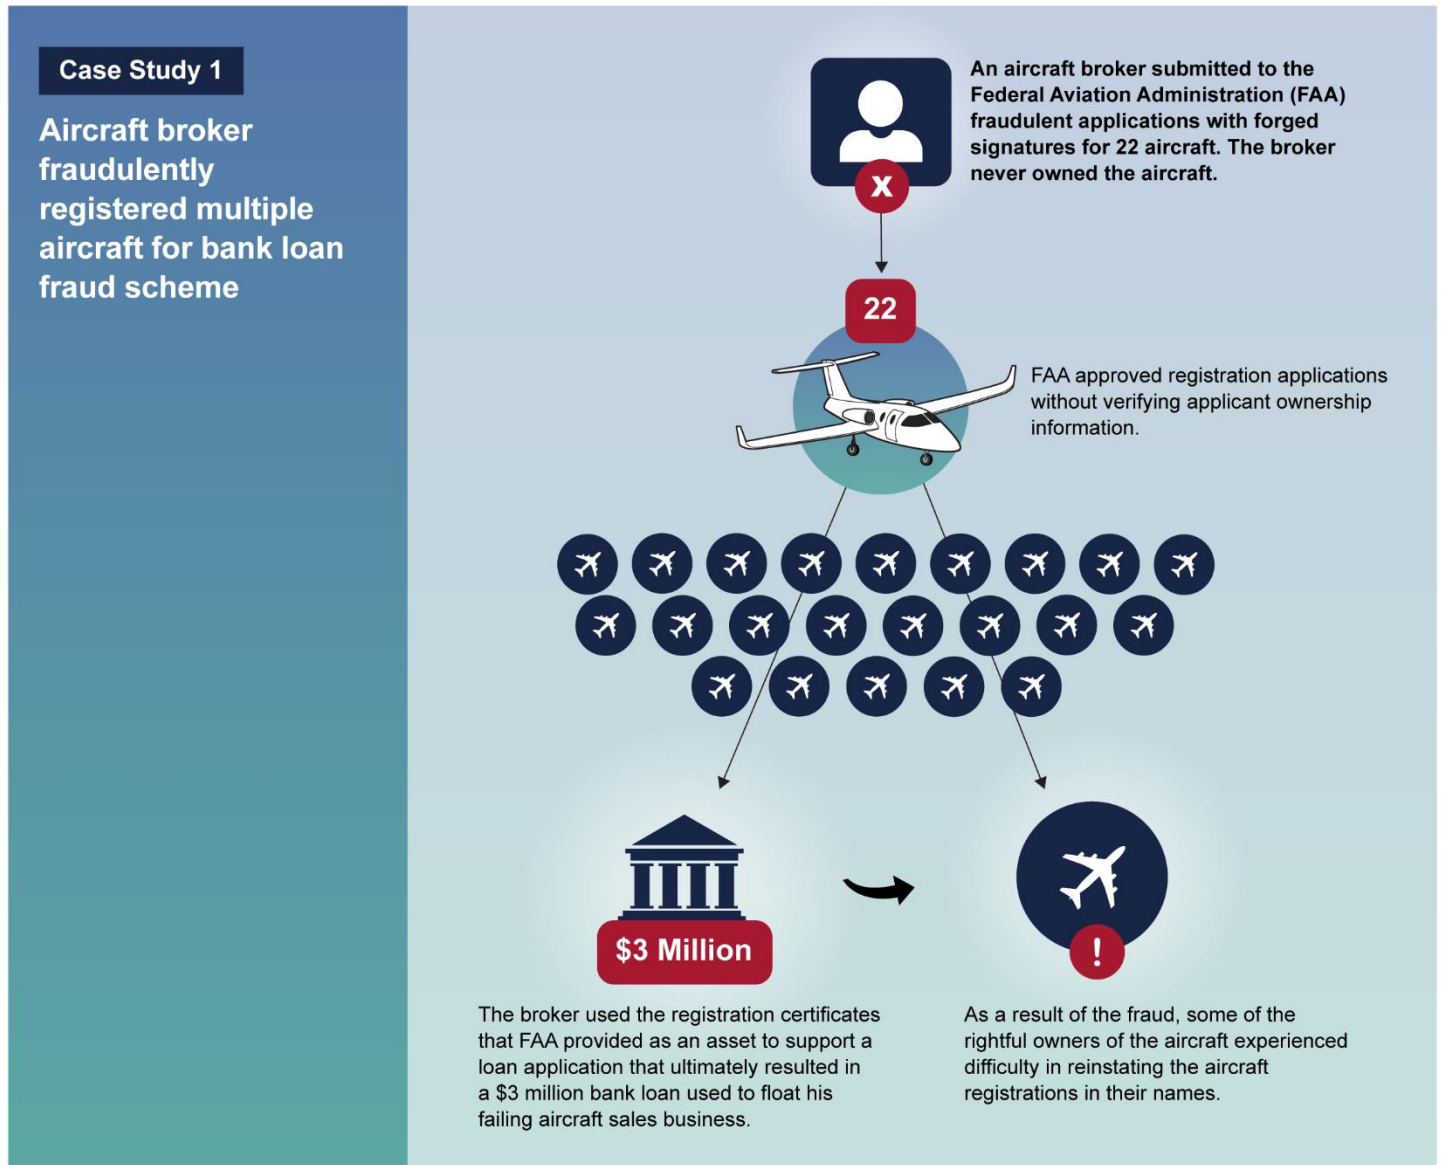 Case Study 1
Aircraft broker
fraudulently
registered multiple
aircraft for bank loan
fraud scheme
An aircraft broker submitted to the
Federal Aviation Administration (FAA)
fraudulent applications with forged
signatures for 22 aircraft. The broker
never owned the aircraft.
X
22
FAA approved registration applications
without verifying applicant ownership
information.
$3 Million
The broker used the registration certificates
that FAA provided as an asset to support a
loan application that ultimately resulted in
a $3 million bank loan used to float his
failing aircraft sales business.
!
As a result of the fraud, some of the
rightful owners of the aircraft experienced
difficulty in reinstating the aircraft
registrations in their names.